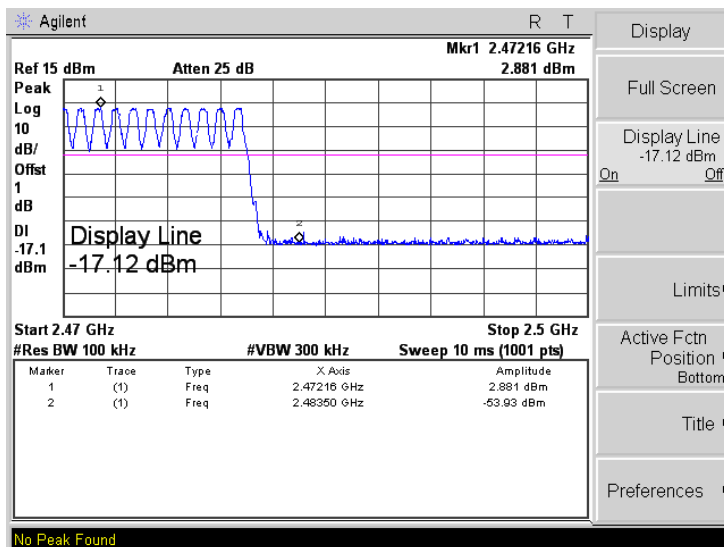 Agilent R T
Mkr1 2.47216 GHz
Ref 15 dBm Atten 25 dB 2.881 dBm
Peak
Log
10
dB/
Offst
1
dB
DI
-17.1
dBm
1
2
Display Line
-17.12 dBm
Start 2.47 GHz Stop 2.5 GHz
#Res BW 100 kHz #VBW 300 kHz Sweep 10 ms (1001 pts)
Marker Trace Type X Axis Amplitude
1 (1) Freq 2.47216 GHz 2.881 dBm
2 (1) Freq 2.48350 GHz -53.93 dBm
No Peak Found
Display
Full Screen
Display Line
-17.12 dBm
On Off
Limits
Active Fctn
Position
Bottom
Title
Preferences